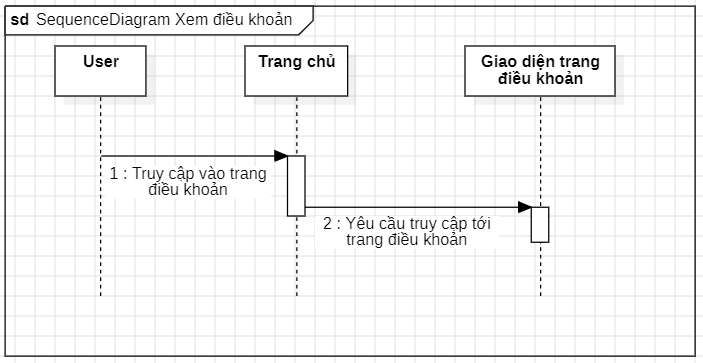 sd SequenceDiagram Xem điều khoản
User
Trang chủ
Giao diện trang
điều khoản
1 : Truy cập vào trang
điều khoản
2 : Yêu cầu truy cập tới
trang điều khoản